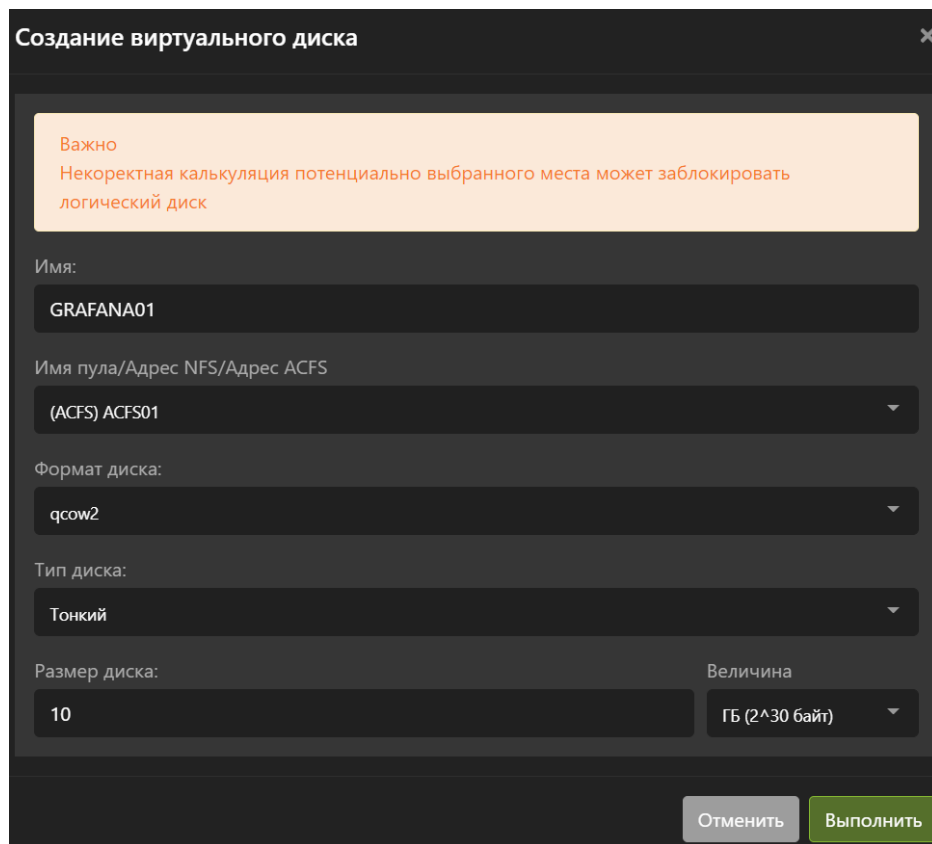 Создание виртуального диска
Важно
Некоректная калькуляция потенциально выбранного места может заблокировать
логический диск
Имя:
GRAFANA01
Имя пула/Адрес NFS/Адрес ACFS
(ACFS) ACFS01
Формат диска:
qcow2
Тип диска:
Тонкий
Размер диска:
Величина
10
ГБ (2^30 байт)
Отменить
Выполнить